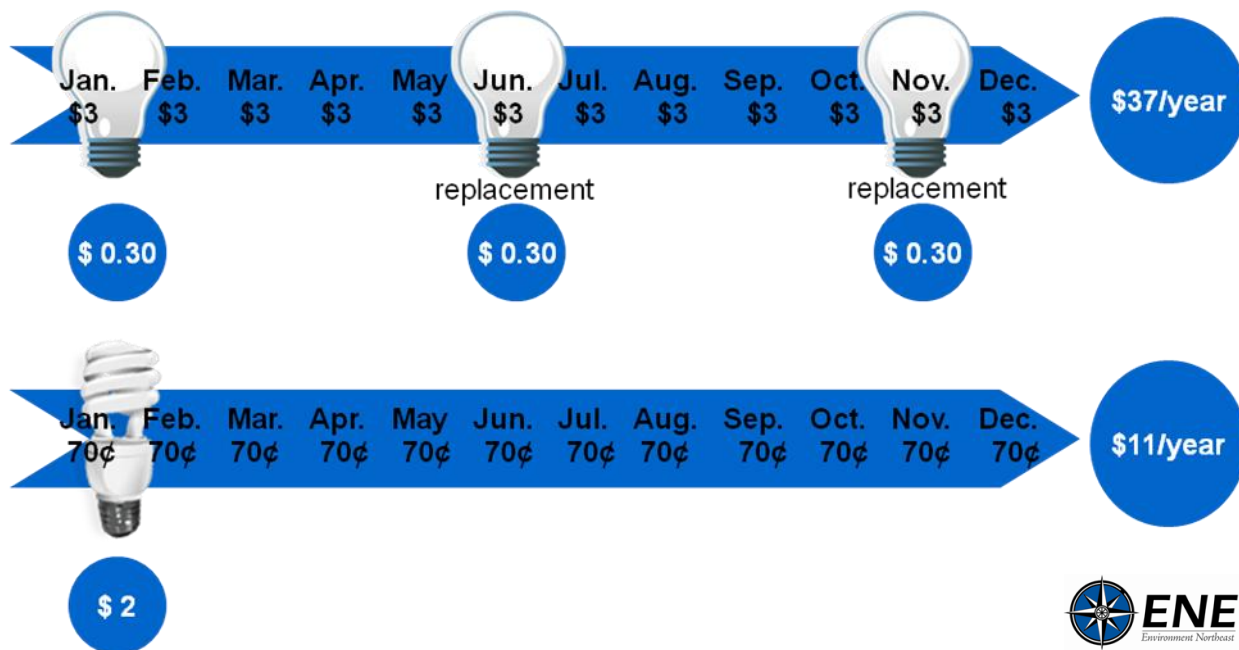 Jan. Feb. Mar. Apr. May Jun. Jul. Aug. Sep. Oct. Nov. Dec.
$3 $3 $3 $3 $3 $3 $3 $3 $3 $3 $3 $3
$37/year
replacement replacement
$ 0.30 $ 0.30 $ 0.30
Jan. Feb. Mar. Apr. May Jun. Jul. Aug. Sep. Oct. Nov. Dec.
70¢ 70¢ 70¢ 70¢ 70¢ 70¢ 70¢ 70¢ 70¢ 70¢ 70¢ 70¢
$11/year
$ 2
ENE
Environment Northeast